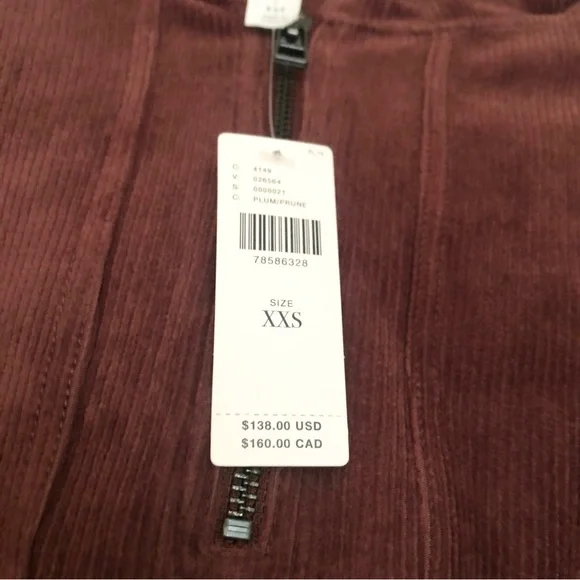 C: 4149
V: 026564
S: 0000021
C: PLUM/PRUNE
78586328
SIZE
XXS
$138.00 USD
$160.00 CAD